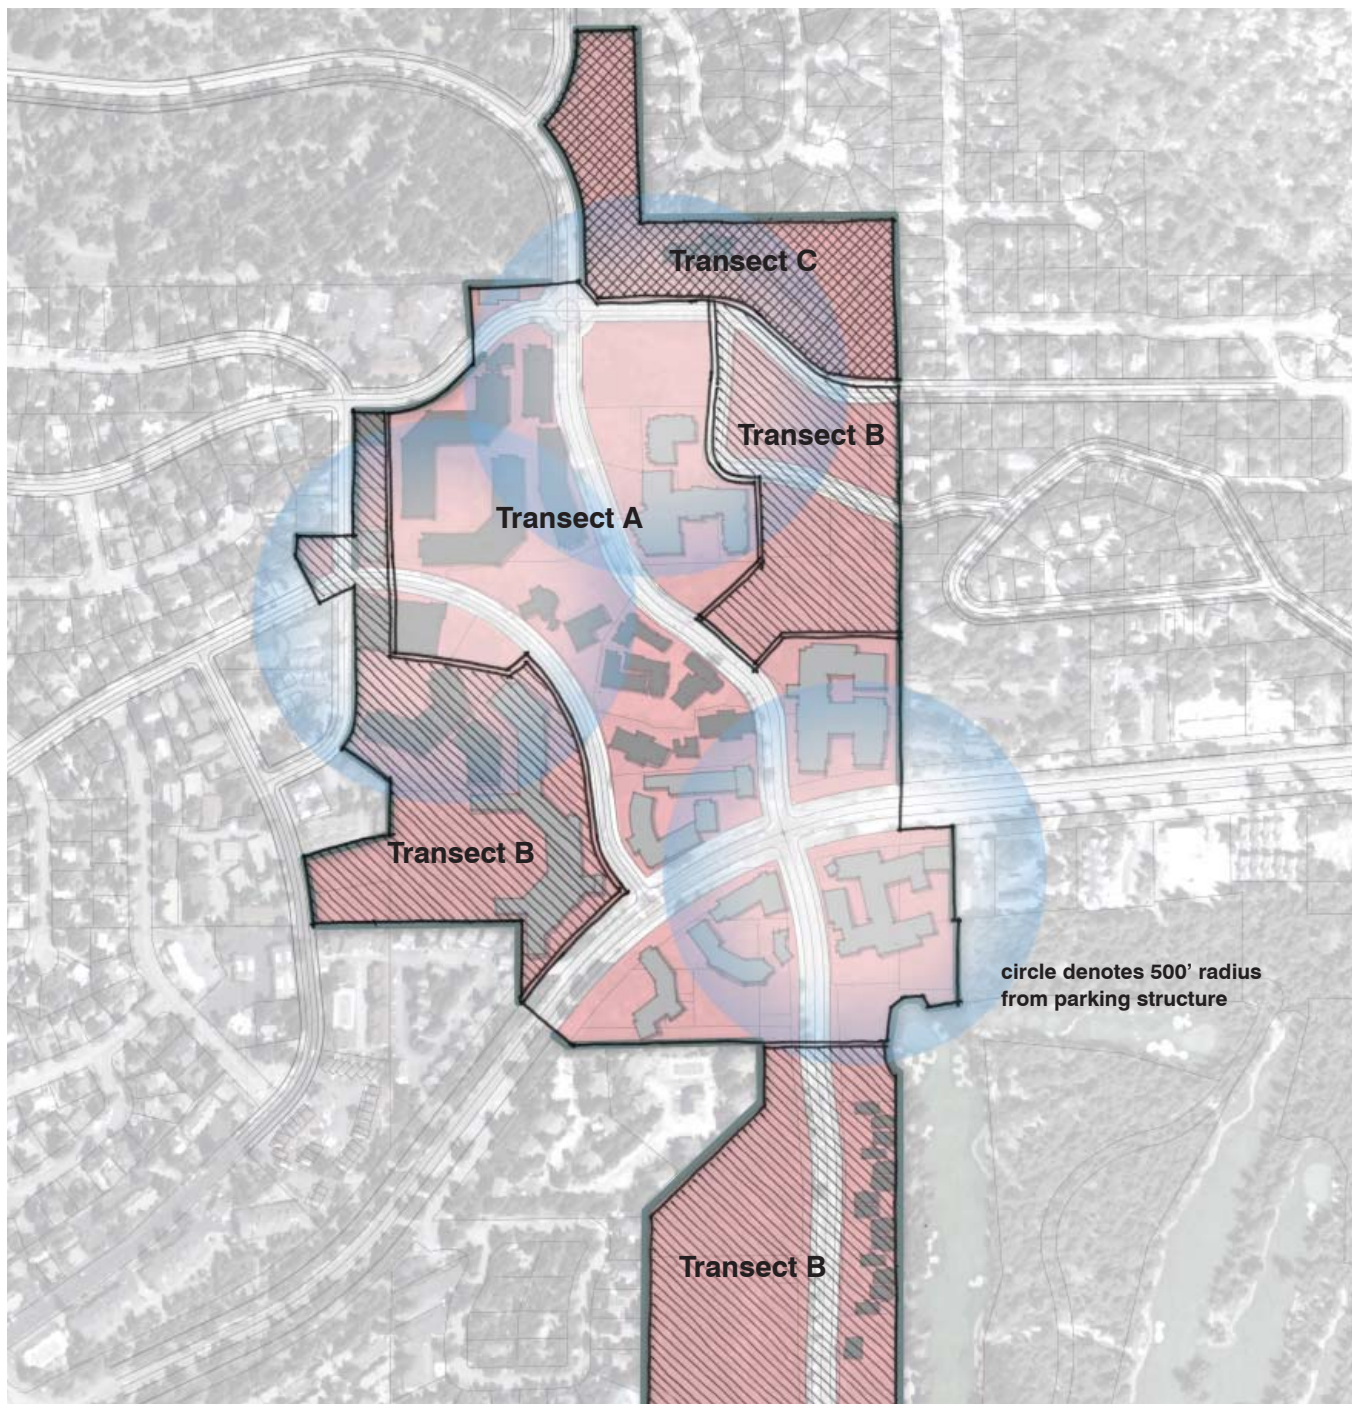 Transect C
Transect B
Transect A
Transect B
circle denotes 500’ radius
from parking structure
Transect B